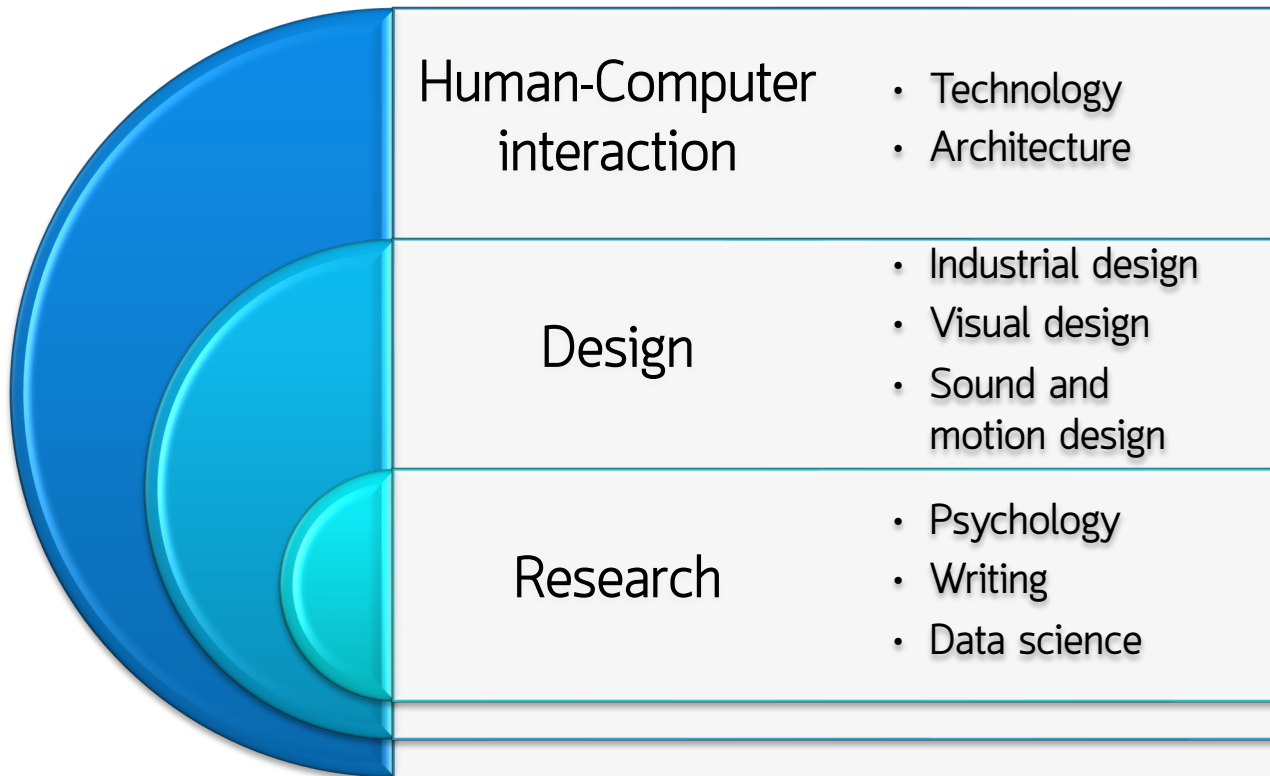 Human-Computer
interaction
• Technology
• Architecture
Design
• Industrial design
• Visual design
• Sound and
motion design
Research
• Psychology
• Writing
• Data science